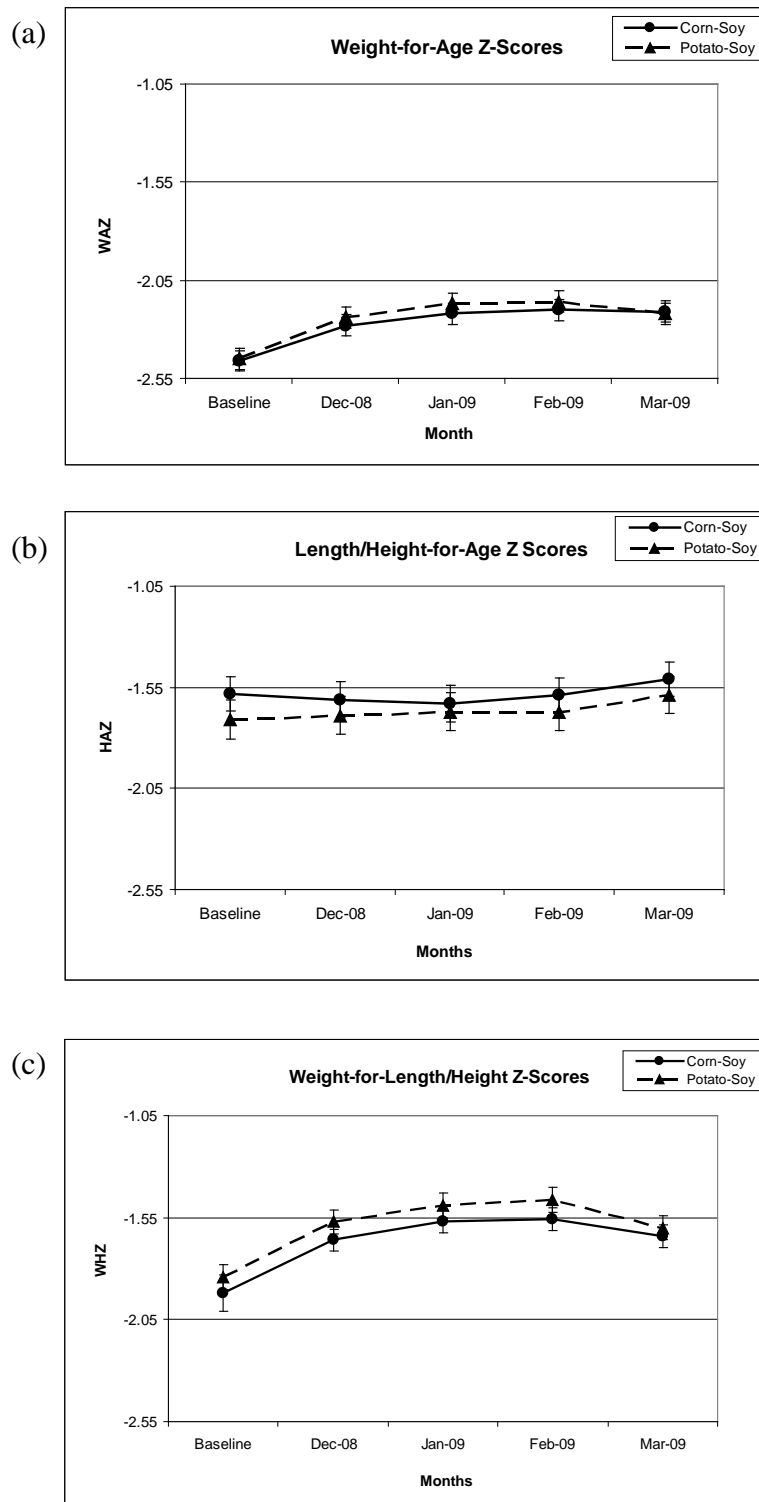 (a)
Weight-for-Age Z-Scores
Corn-Soy
Potato-Soy
-1.05
-1.55
-2.05
-2.55
WAZ
Baseline Dec-08 Jan-09 Feb-09 Mar-09
Month
(b)
Length/Height-for-Age Z Scores
Corn-Soy
Potato-Soy
-1.05
-1.55
-2.05
-2.55
HAZ
Baseline Dec-08 Jan-09 Feb-09 Mar-09
Months
(c)
Weight-for-Length/Height Z-Scores
Corn-Soy
Potato-Soy
-1.05
-1.55
-2.05
-2.55
WHZ
Baseline Dec-08 Jan-09 Feb-09 Mar-09
Months